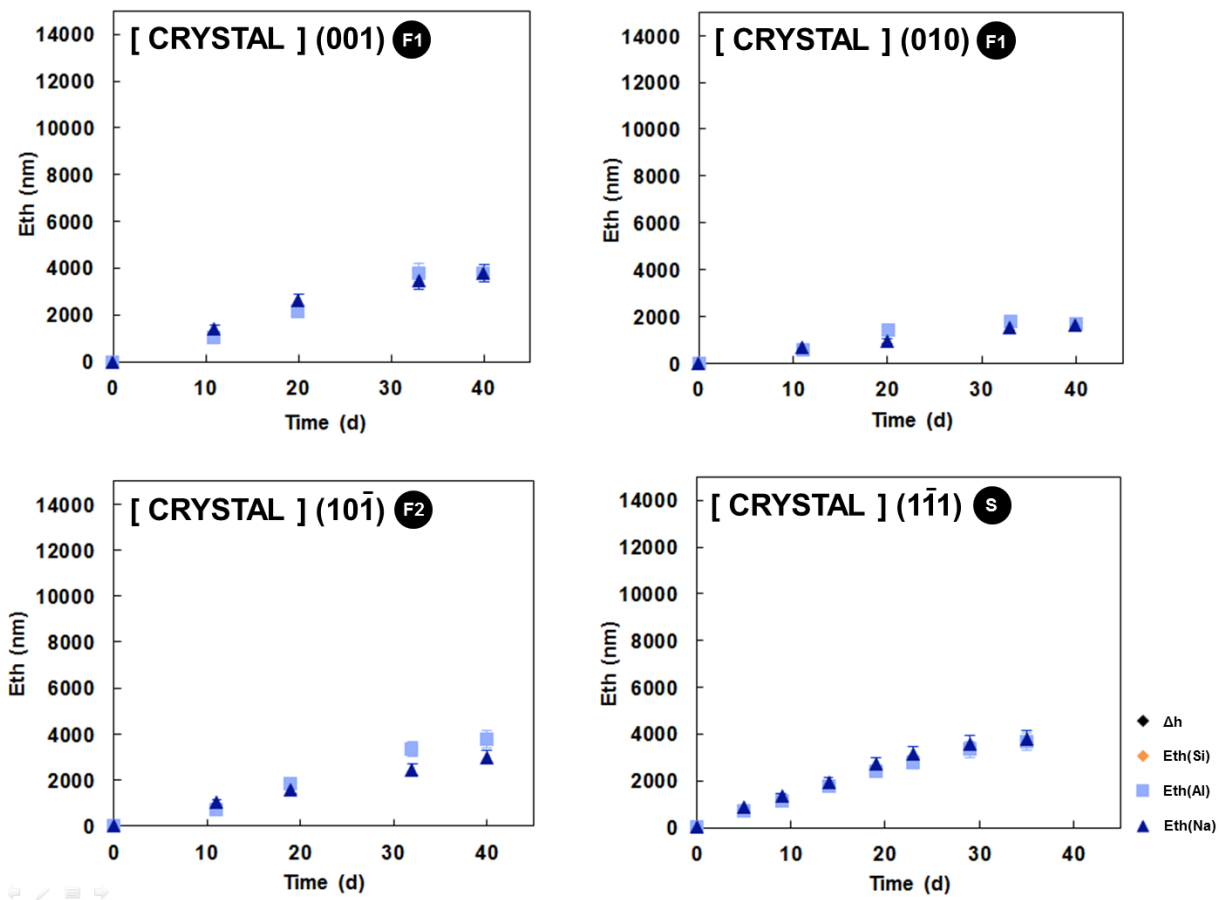 [ CRYSTAL ] (001) F1
14000
12000
10000
8000
6000
4000
2000
0
Eth (nm)
0 10 20 30 40
Time (d)
[ CRYSTAL ] (010) F1
14000
12000
10000
8000
6000
4000
2000
0
Eth (nm)
0 10 20 30 40
Time (d)
[ CRYSTAL ] (101̄) F2
14000
12000
10000
8000
6000
4000
2000
0
Eth (nm)
0 10 20 30 40
Time (d)
[ CRYSTAL ] (11̄1) S
14000
12000
10000
8000
6000
4000
2000
0
Eth (nm)
0 10 20 30 40
Time (d)
Δh
Eth(Si)
Eth(Al)
Eth(Na)